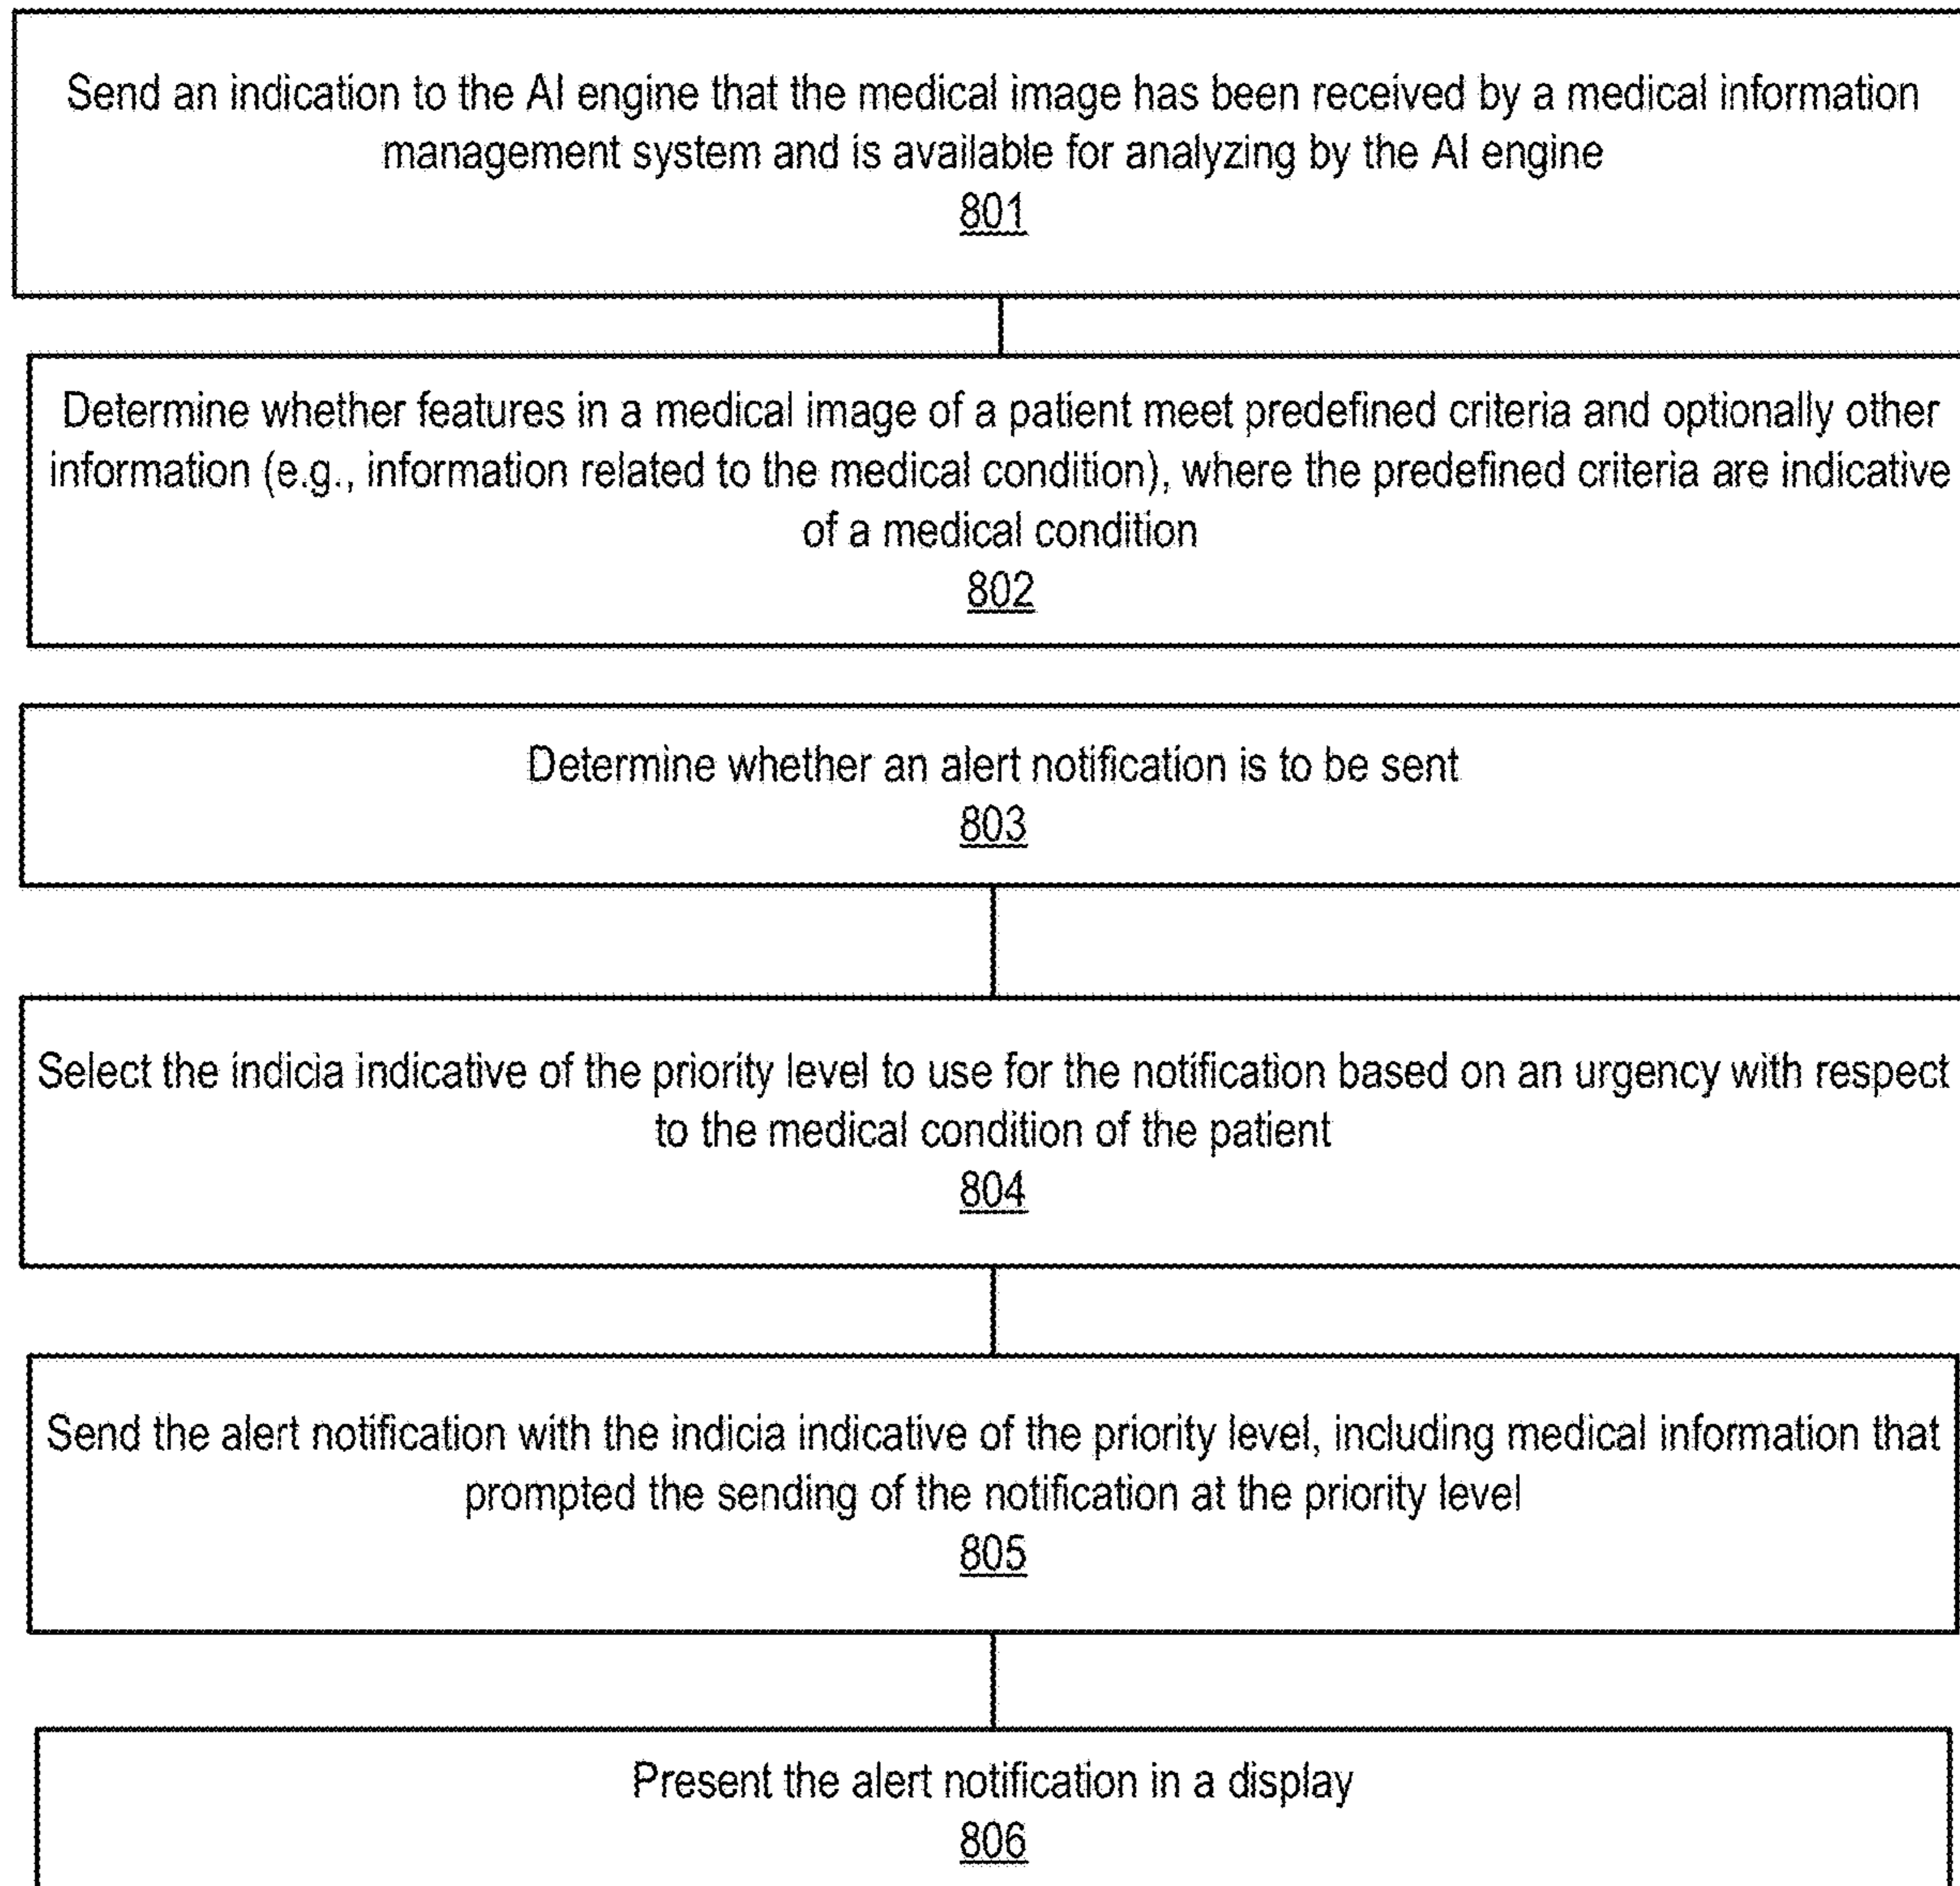 Send an indication to the AI engine that the medical image has been received by a medical information
management system and is available for analyzing by the AI engine
801
Determine whether features in a medical image of a patient meet predefined criteria and optionally other
information (e.g., information related to the medical condition), where the predefined criteria are indicative
of a medical condition
802
Determine whether an alert notification is to be sent
803
Select the indicia indicative of the priority level to use for the notification based on an urgency with respect
to the medical condition of the patient
804
Send the alert notification with the indicia indicative of the priority level, including medical information that
prompted the sending of the notification at the priority level
805
Present the alert notification in a display
806